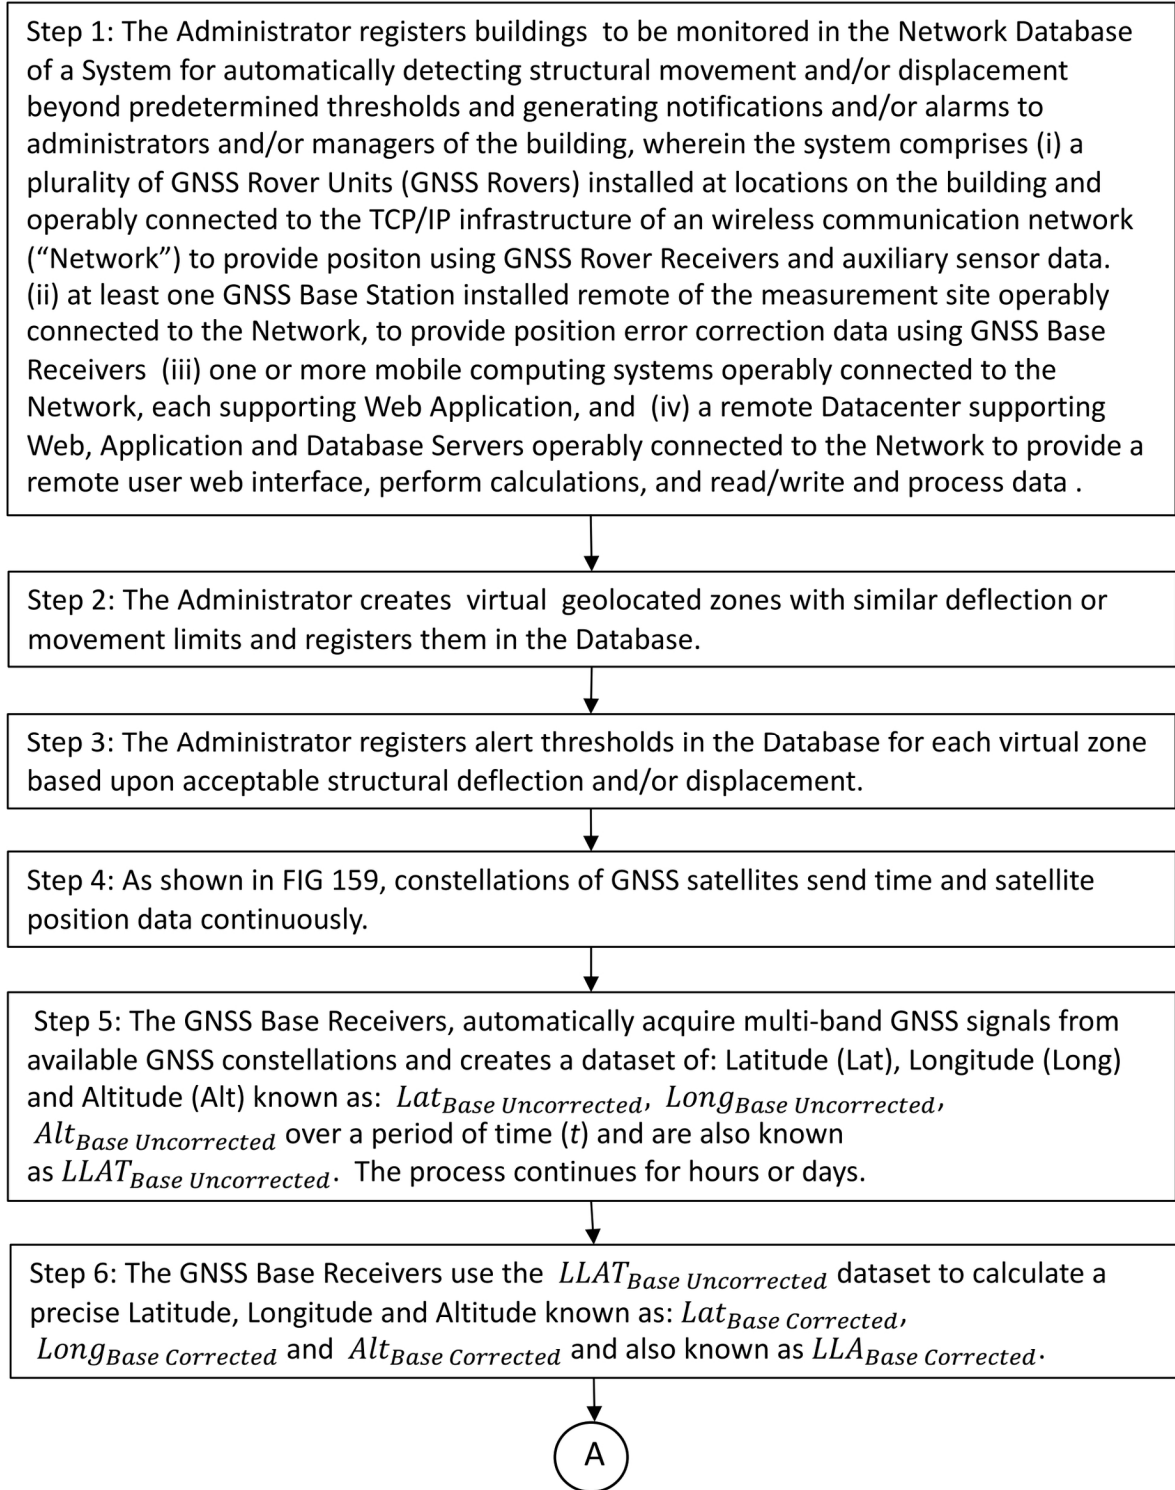 Step 1: The Administrator registers buildings  to be monitored in the Network Database
of a System for automatically detecting structural movement and/or displacement
beyond predetermined thresholds and generating notifications and/or alarms to
administrators and/or managers of the building, wherein the system comprises (i) a
plurality of GNSS Rover Units (GNSS Rovers) installed at locations on the building and
operably connected to the TCP/IP infrastructure of an wireless communication network
(“Network”) to provide positon using GNSS Rover Receivers and auxiliary sensor data.
(ii) at least one GNSS Base Station installed remote of the measurement site operably
connected to the Network, to provide position error correction data using GNSS Base
Receivers  (iii) one or more mobile computing systems operably connected to the
Network, each supporting Web Application, and  (iv) a remote Datacenter supporting
Web, Application and Database Servers operably connected to the Network to provide a
remote user web interface, perform calculations, and read/write and process data .
Step 2: The Administrator creates  virtual  geolocated zones with similar deflection or
movement limits and registers them in the Database.
Step 3: The Administrator registers alert thresholds in the Database for each virtual zone
based upon acceptable structural deflection and/or displacement.
Step 4: As shown in FIG 159, constellations of GNSS satellites send time and satellite
position data continuously.
Step 5: The GNSS Base Receivers, automatically acquire multi-band GNSS signals from
available GNSS constellations and creates a dataset of: Latitude (Lat), Longitude (Long)
and Altitude (Alt) known as:  Lat_Base Uncorrected,  Long_Base Uncorrected,
Alt_Base Uncorrected over a period of time (t) and are also known
as LLAT_Base Uncorrected.  The process continues for hours or days.
Step 6: The GNSS Base Receivers use the  LLAT_Base Uncorrected dataset to calculate a
precise Latitude, Longitude and Altitude known as: Lat_Base Corrected,
Long_Base Corrected and  Alt_Base Corrected and also known as LLA_Base Corrected.
A